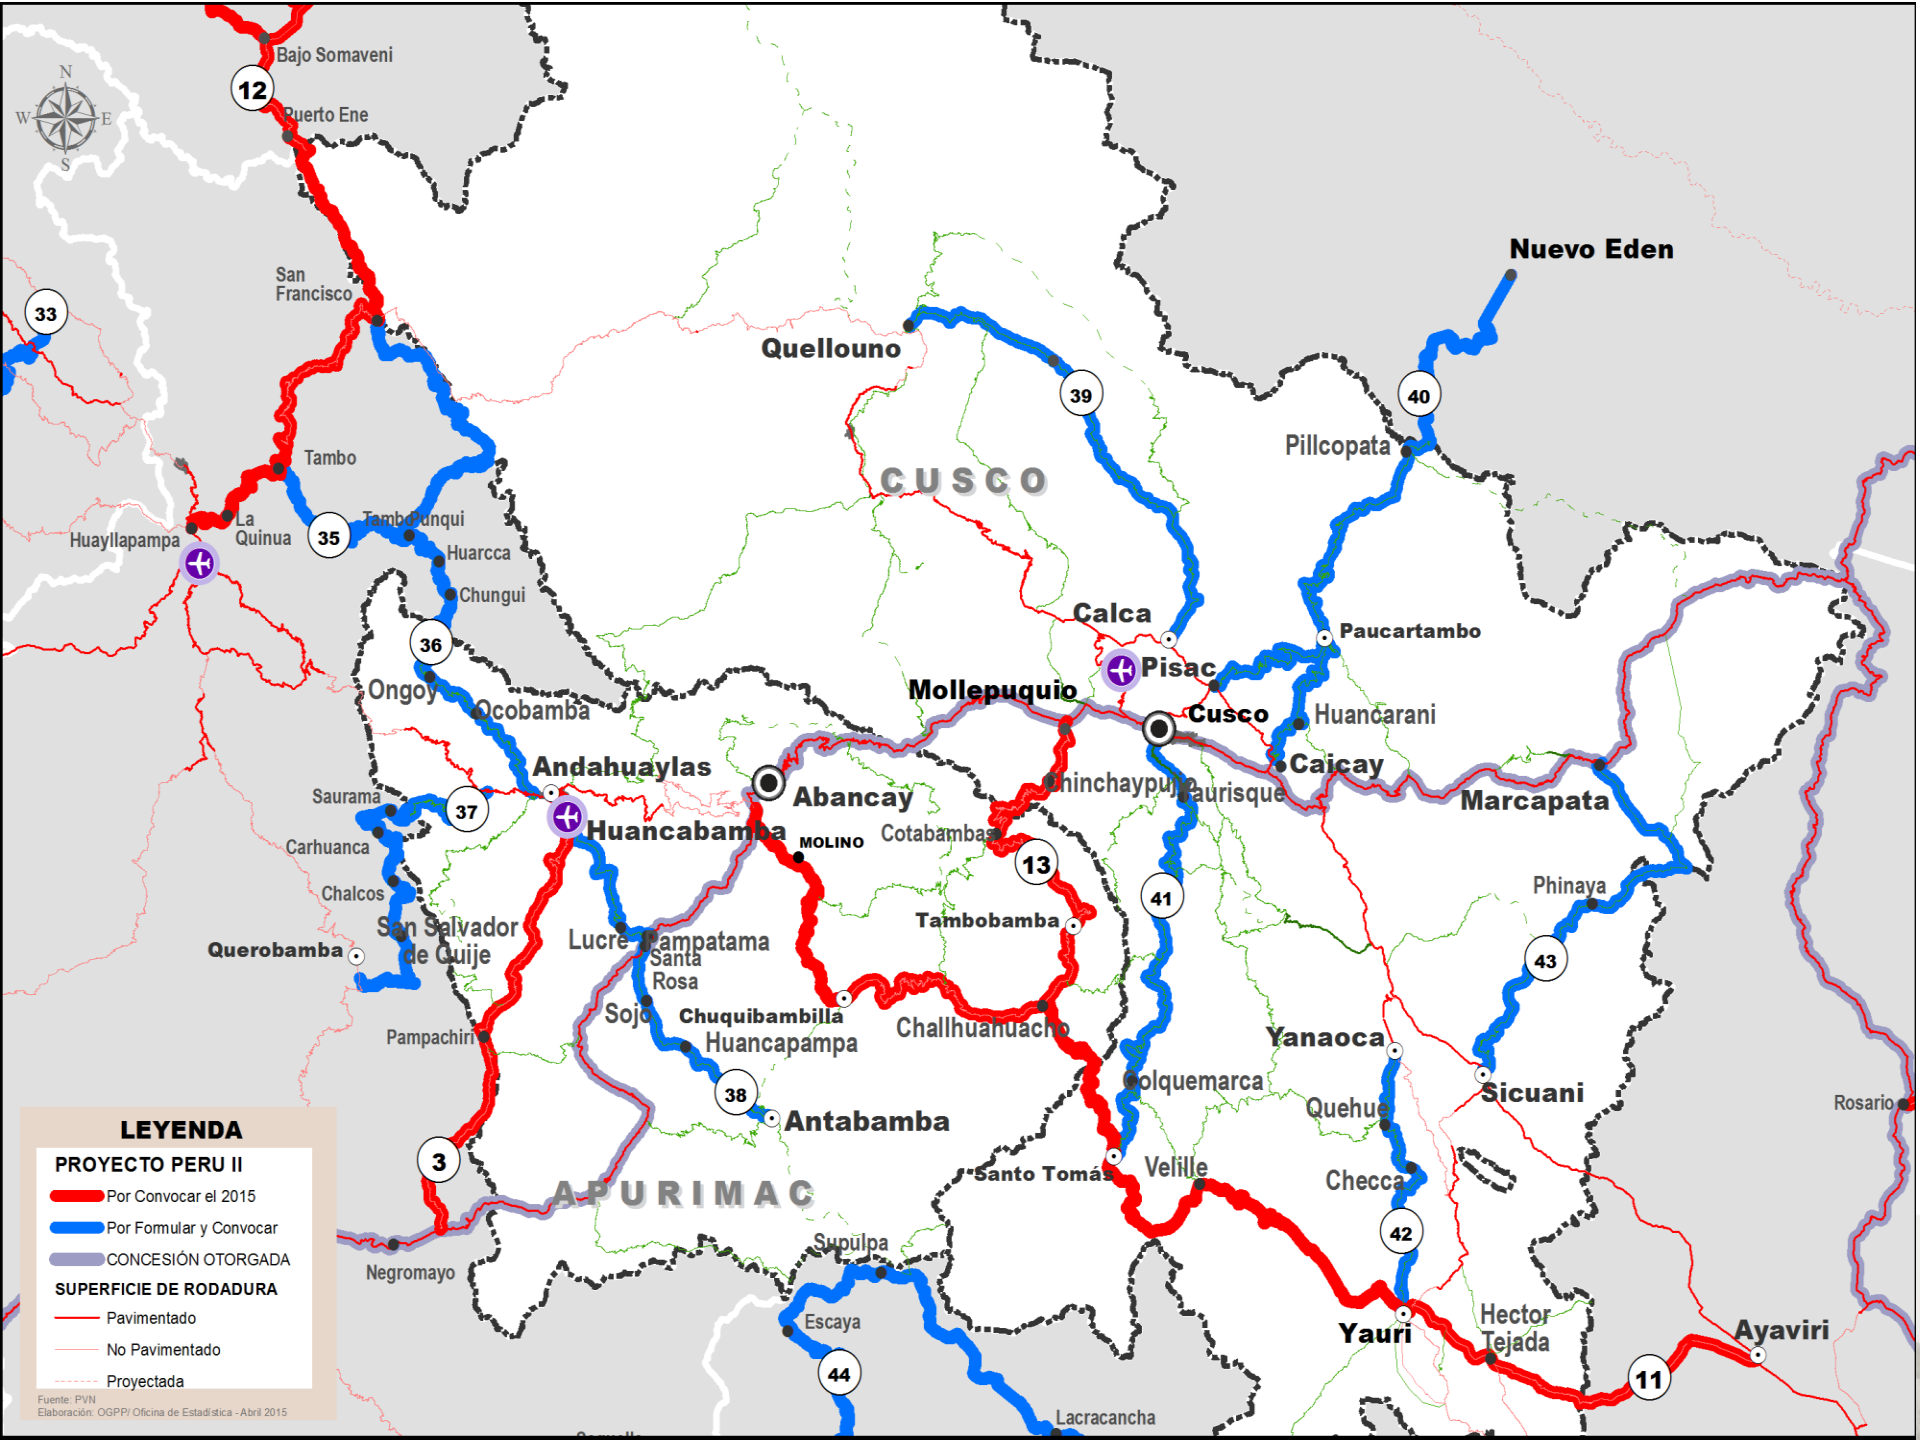 Bajo Somaveni
12
N
W
E
S
Puerto Ene
Nuevo Eden
San
Francisco
33
Quellouno
39
40
Pillcopata
Tambo
CUSCO
La
Quinua
TamboPunqui
35
Huayllapampa
Huarcca
Chungui
Calca
Paucartambo
36
Pisac
Ongoy
Mollepuquio
Ocobamba
Cusco
Huancarani
Andahuaylas
Caicay
Abancay
Chinchaypujio
Paurisque
Marcapata
Saurama
37
Huancabamba
MOLINO
Cotabambas
Carhuanca
13
Chalcos
41
Phinaya
San Salvador
de Quije
Tambobamba
Querobamba
Lucre
Pampatama
Santa
Rosa
43
Sojo
Chuquibambilla
Challhuahuacho
Pampachiri
Huancapampa
Yanaoca
Colquemarca
Sicuani
38
Quehue
Rosario
Antabamba
LEYENDA
PROYECTO PERU II
Por Convocar el 2015
Por Formular y Convocar
CONCESIÓN OTORGADA
SUPERFICIE DE RODADURA
Pavimentado
No Pavimentado
Proyectada
Fuente: PVN
Elaboración: OGPP/ Oficina de Estadística - Abril 2015
3
Santo Tomás
Velille
Checca
APURIMAC
42
Supulpa
Negromayo
Escaya
Hector
Tejada
Yauri
Ayaviri
44
11
Lacracancha